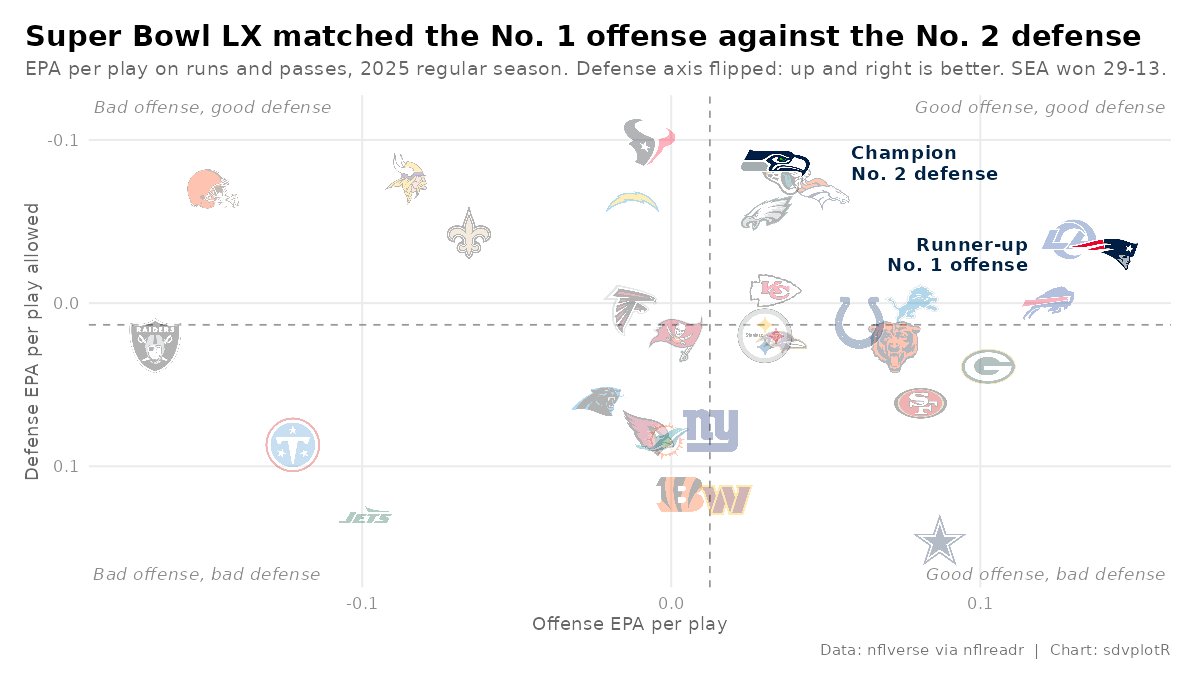 Super Bowl LX matched the No. 1 offense against the No. 2 defense
EPA per play on runs and passes, 2025 regular season. Defense axis flipped: up and right is better. SEA won 29-13.
Bad offense, good defense
Good offense, good defense
-0.1
Champion
No. 2 defense
Runner-up
No. 1 offense
Defense EPA per play allowed
0.0
RAIDERS
Steelers
KC
G
SF
ny
T
0.1
B
W
JETS
Bad offense, bad defense
Good offense, bad defense
-0.1
0.0
0.1
Offense EPA per play
Data: nflverse via nflreadr | Chart: sdvplotR